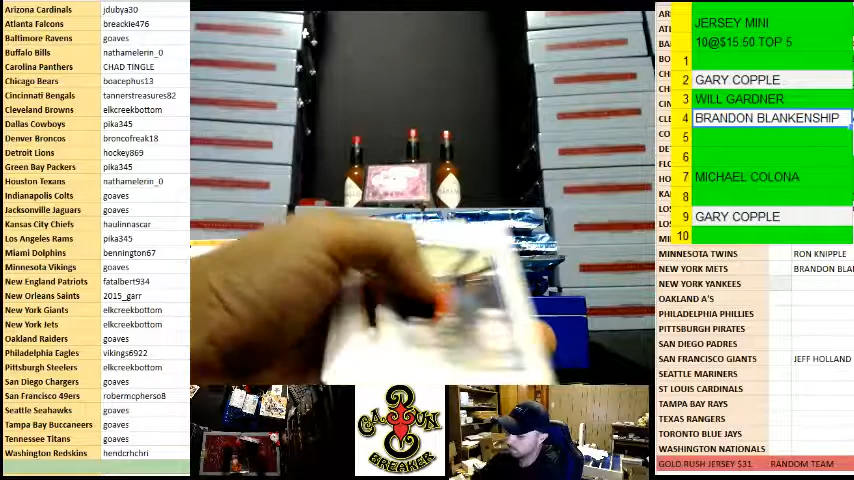 Arizona Cardinals jdubya30
Atlanta Falcons breackie476
Baltimore Ravens goaves
Buffalo Bills nathamelerin_0
Carolina Panthers CHAD TINGLE
Chicago Bears boacephus13
Cincinnati Bengals tannerstreasures82
Cleveland Browns elkcreekbottom
Dallas Cowboys pika345
Denver Broncos broncofreak18
Detroit Lions hockey869
Green Bay Packers pika345
Houston Texans nathamelerin_0
Indianapolis Colts goaves
Jacksonville Jaguars goaves
Kansas City Chiefs haulinnascar
Los Angeles Rams pika345
Miami Dolphins bennington67
Minnesota Vikings goaves
New England Patriots fatalbert934
New Orleans Saints 2015_garr
New York Giants elkcreekbottom
New York Jets elkcreekbottom
Oakland Raiders goaves
Philadelphia Eagles vikings6922
Pittsburgh Steelers elkcreekbottom
San Diego Chargers goaves
San Francisco 49ers robermcpherso8
Seattle Seahawks goaves
Tampa Bay Buccaneers goaves
Tennessee Titans goaves
Washington Redskins hendrhchri
CAJUN
BREAKER
JERSEY MINI
10@$15.50 TOP 5
1
2 GARY COPPLE
3 WILL GARDNER
4 BRANDON BLANKENSHIP
5
6
7 MICHAEL COLONA
8
9 GARY COPPLE
10
MINNESOTA TWINS RON KNIPPLE
NEW YORK METS BRANDON BLAN
NEW YORK YANKEES
OAKLAND A'S
PHILADELPHIA PHILLIES
PITTSBURGH PIRATES
SAN DIEGO PADRES
SAN FRANCISCO GIANTS JEFF HOLLAND
SEATTLE MARINERS
ST LOUIS CARDINALS
TAMPA BAY RAYS
TEXAS RANGERS
TORONTO BLUE JAYS
WASHINGTON NATIONALS
GOLD RUSH JERSEY $31 RANDOM TEAM